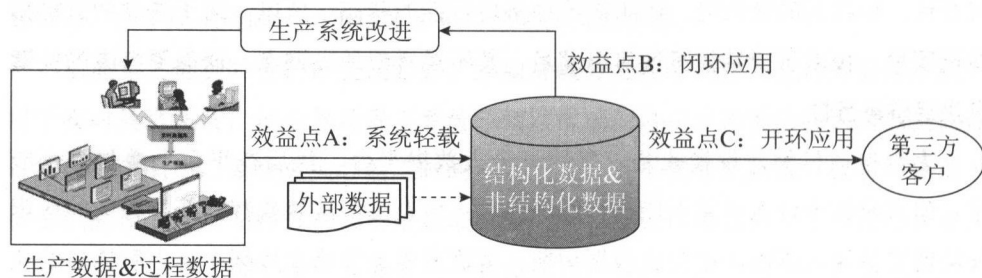 生产系统改进
效益点B：闭环应用
效益点A：系统轻载
效益点C：开环应用
第三方
客户
外部数据
结构化数据&
非结构化数据
生产数据&过程数据